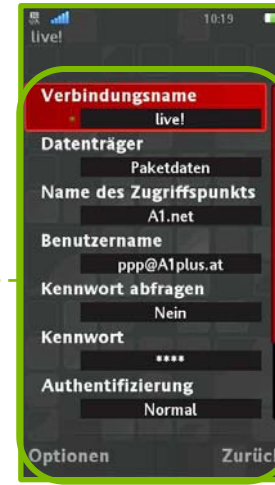 10:19
live!
Verbindungsname
live!
Datenträger
Paketdaten
Name des Zugriffspunkts
A1.net
Benutzername
ppp@A1plus.at
Kennwort abfragen
Nein
Kennwort
****
Authentifizierung
Normal
Optionen Zurück